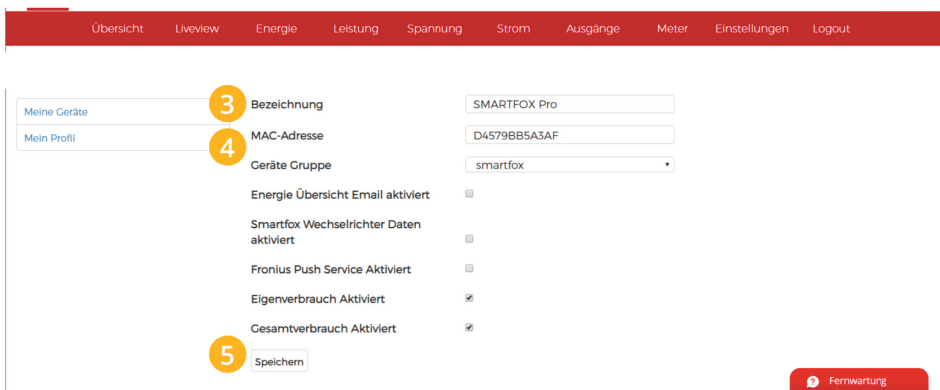 Übersicht Liveview Energie Leistung Spannung Strom Ausgänge Meter Einstellungen Logout
Meine Geräte
Mein Profil
3 Bezeichnung SMARTFOX Pro
4 MAC-Adresse D4579BB5A3AF
Geräte Gruppe smartfox
Energie Übersicht Email aktiviert
Smartfox Wechselrichter Daten
aktiviert
Fronius Push Service Aktiviert
Eigenverbrauch Aktiviert
Gesamtverbrauch Aktiviert
5 Speichern
? Fernwartung